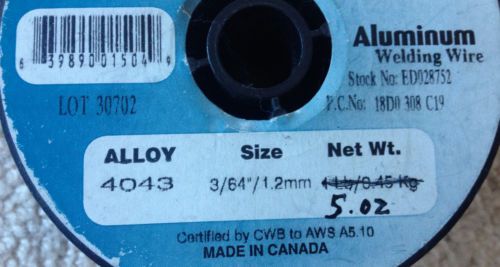 6 39890 01504 9
LOT 30702
Aluminum
Welding Wire
Stock No: ED028752
P.C.No: 18D0 308 C19
ALLOY
4043
Size
3/64"/1.2mm
Net Wt.
1 Lb/0.45 Kg
5.02
Certified by CWB to AWS A5.10
MADE IN CANADA